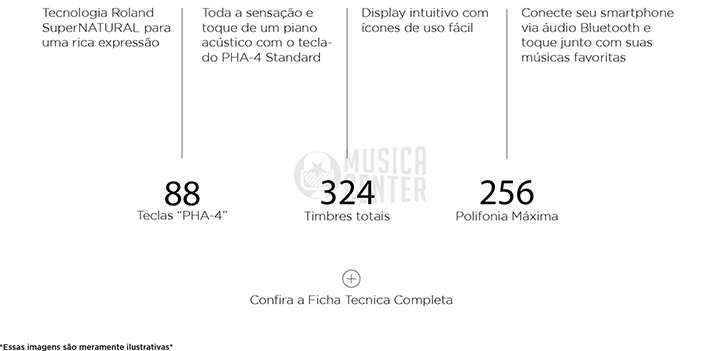 Tecnologia Roland
SuperNATURAL para
uma rica expressão
Toda a sensação e
toque de um piano
acústico com o tecla-
do PHA-4 Standard
Display intuitivo com
ícones de uso fácil
Conecte seu smartphone
via áudio Bluetooth e
toque junto com suas
músicas favoritas
MUSICA
CENTER
88
Teclas “PHA-4”
324
Timbres totais
256
Polifonia Máxima
Confira a Ficha Tecnica Completa
*Essas imagens são meramente ilustrativas*